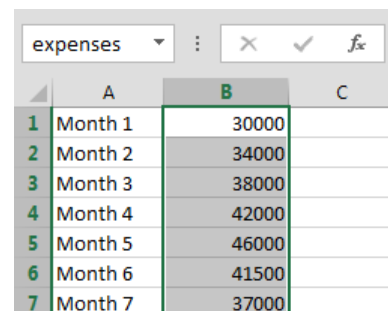 expenses fx
A B C
1 Month 1 30000
2 Month 2 34000
3 Month 3 38000
4 Month 4 42000
5 Month 5 46000
6 Month 6 41500
7 Month 7 37000